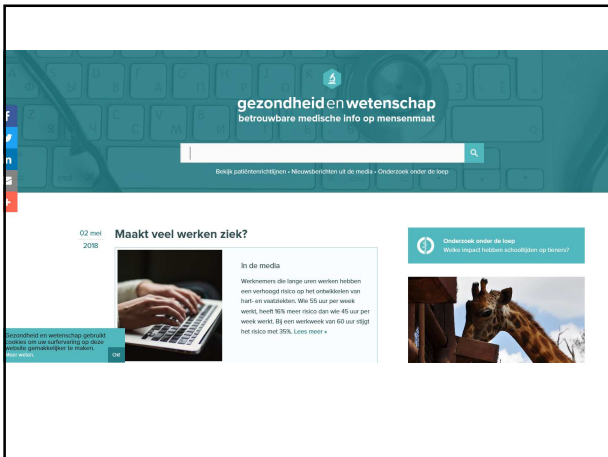 gezondheid en wetenschap
betrouwbare medische info op mensenmaat
Bekijk patiëntenrichtlijnen • Nieuwsberichten uit de media • Onderzoek onder de loep
f
in
02 mei
2018
Maakt veel werken ziek?
In de media
Werknemers die lange uren werken hebben
een verhoogd risico op het ontwikkelen van
hart- en vaatziekten. Wie 55 uur per week
werkt, heeft 16% meer risico dan wie 45 uur per
week werkt. Bij een werkweek van 60 uur stijgt
het risico met 35%. Lees meer »
Onderzoek onder de loep
Welke impact hebben schooltijden op tieners?
Gezondheid en wetenschap gebruikt
cookies om uw surfervaring op deze
website gemakkelijker te maken.
Meer weten.
OK!